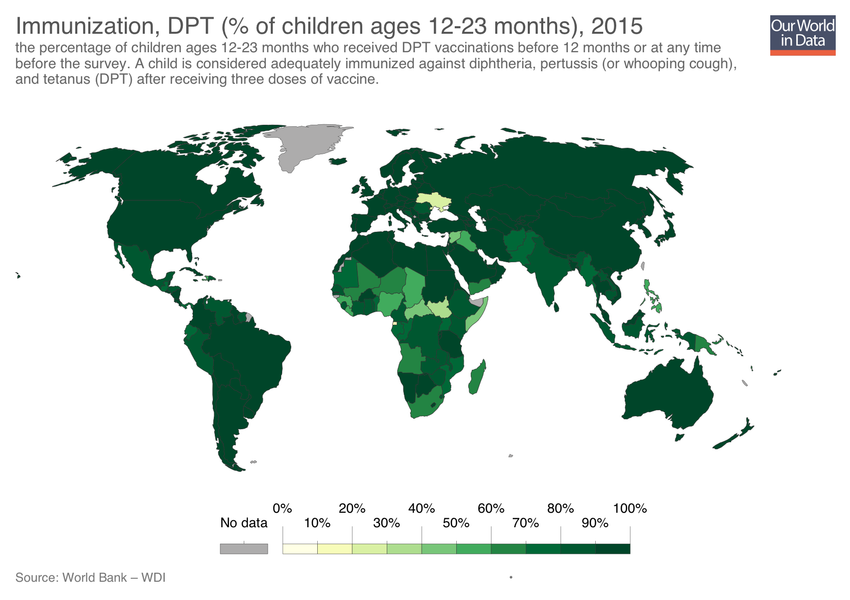 Immunization, DPT (% of children ages 12-23 months), 2015
Our World
in Data
the percentage of children ages 12-23 months who received DPT vaccinations before 12 months or at any time
before the survey. A child is considered adequately immunized against diphtheria, pertussis (or whooping cough),
and tetanus (DPT) after receiving three doses of vaccine.
0% 20% 40% 60% 80% 100%
No data 10% 30% 50% 70% 90%
Source: World Bank – WDI